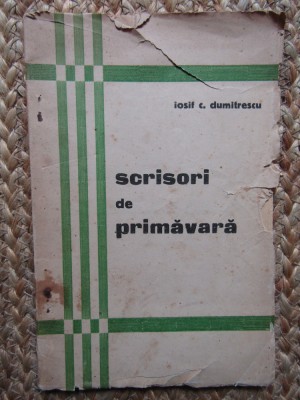 iosif c. dumitrescu
scrisori
de
primăvară